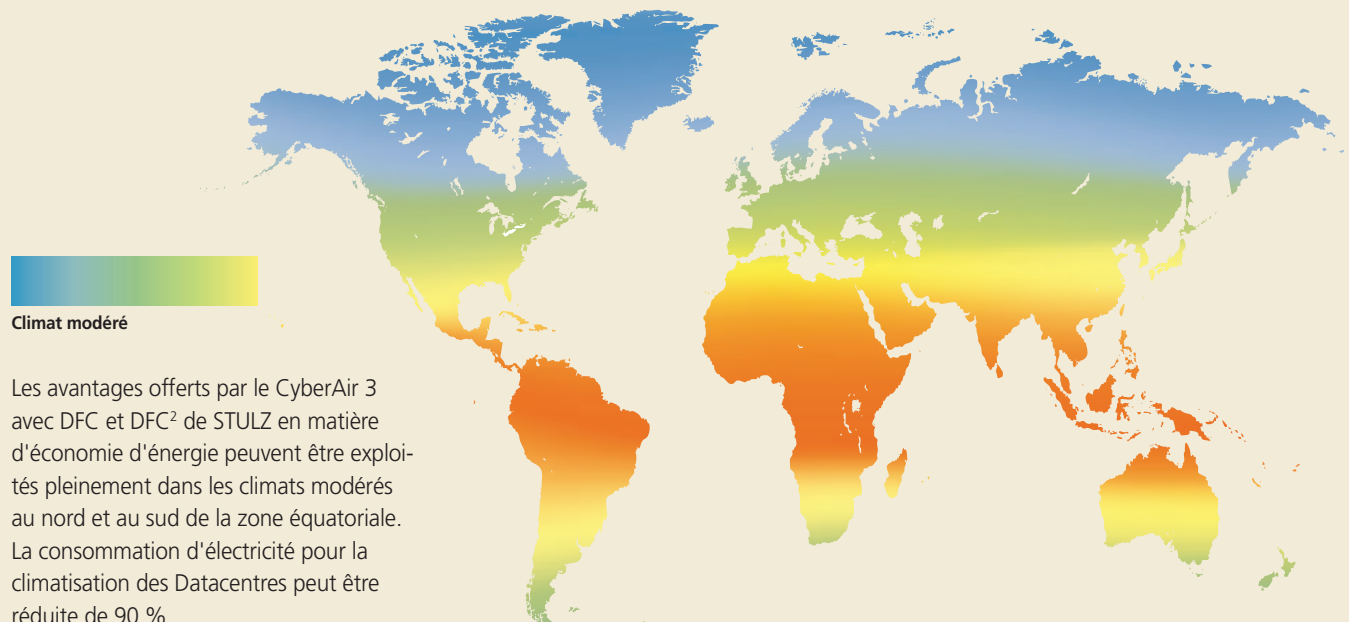 Climat modéré
Les avantages offerts par le CyberAir 3
avec DFC et DFC² de STULZ en matière
d'économie d'énergie peuvent être exploi-
tés pleinement dans les climats modérés
au nord et au sud de la zone équatoriale.
La consommation d'électricité pour la
climatisation des Datacentres peut être
réduite de 90 %